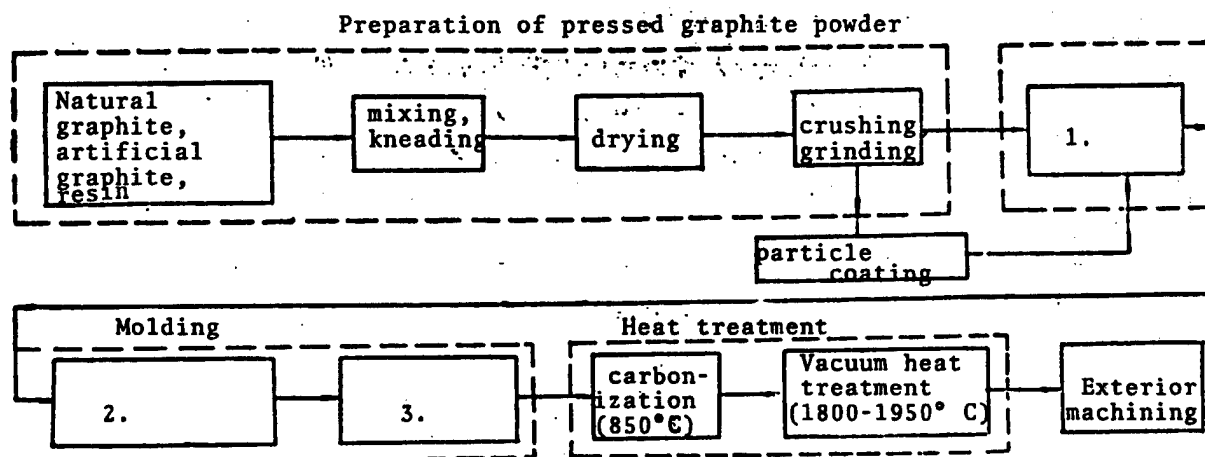 Preparation of pressed graphite powder
Natural
graphite,
artificial
graphite,
resin
mixing,
kneading
drying
crushing
grinding
1.
particle
coating
Molding
2.
3.
Heat treatment
carbon-
ization
(850°C)
Vacuum heat
treatment
(1800-1950° C)
Exterior
machining